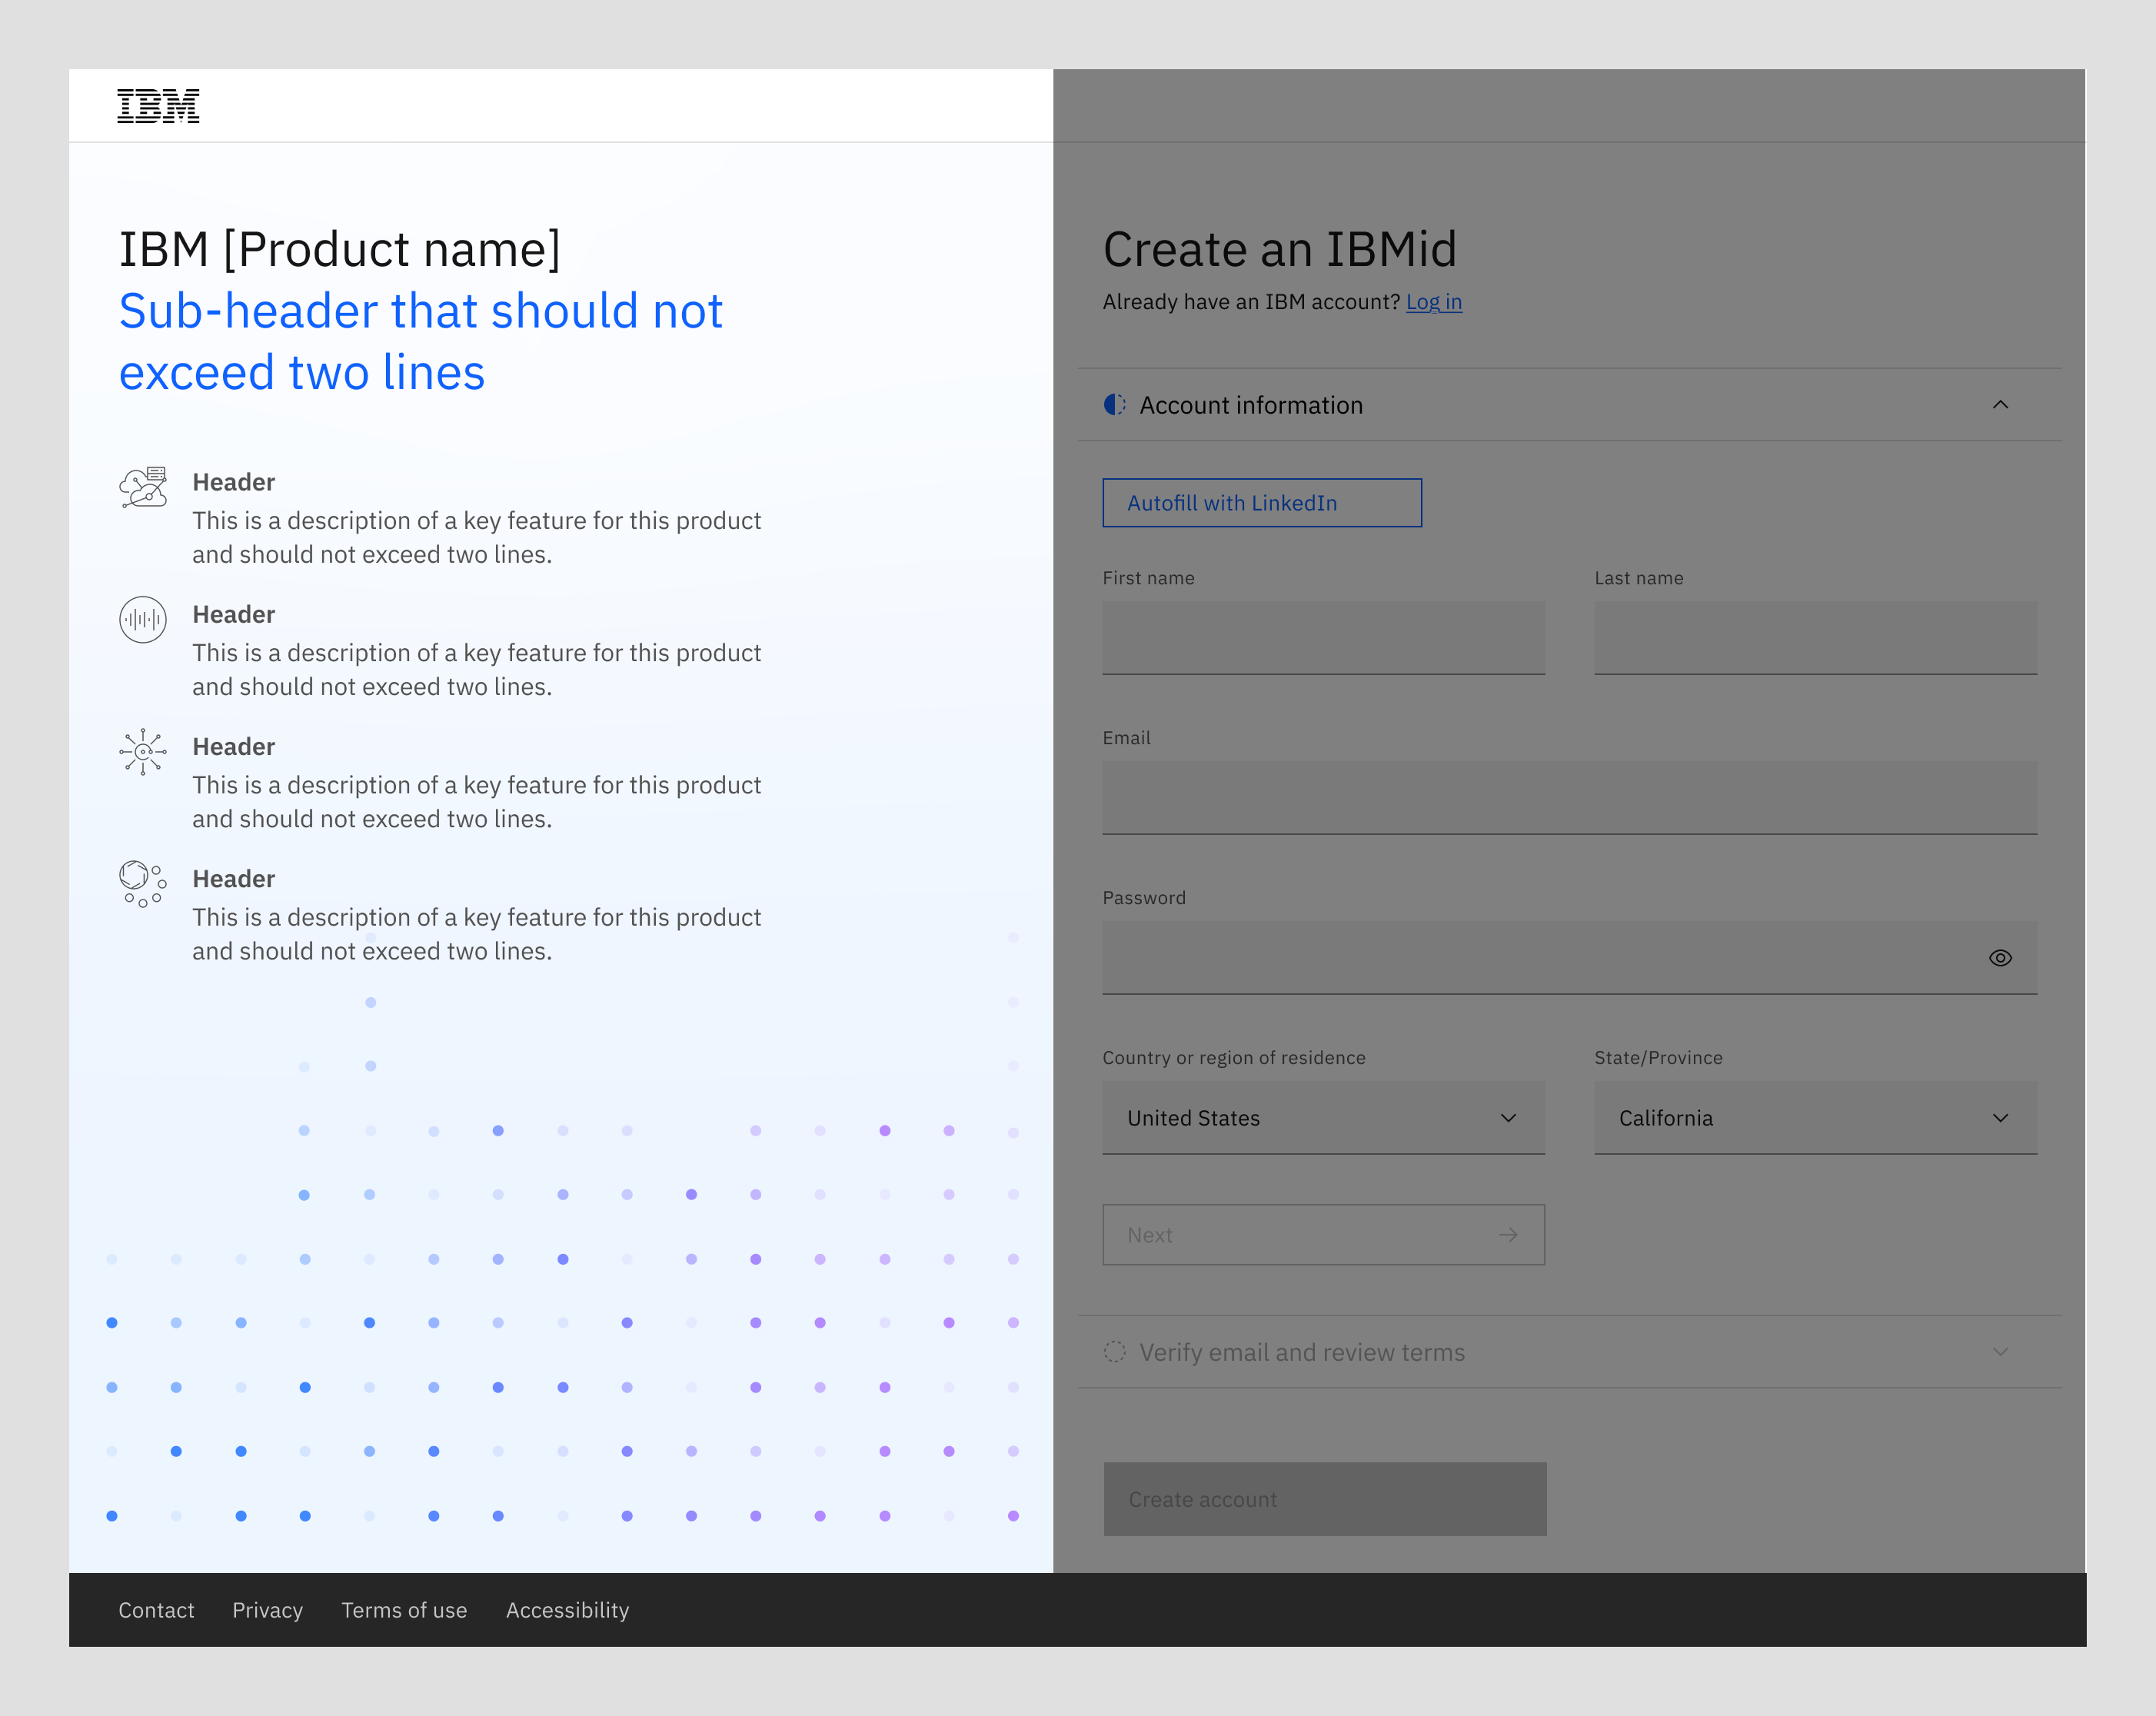 IBM
IBM [Product name]
Sub-header that should not
exceed two lines
Header
This is a description of a key feature for this product
and should not exceed two lines.
Header
This is a description of a key feature for this product
and should not exceed two lines.
Header
This is a description of a key feature for this product
and should not exceed two lines.
Header
This is a description of a key feature for this product
and should not exceed two lines.
Create an IBMid
Already have an IBM account? Log in
Account information
Autofill with LinkedIn
First name
Last name
Email
Password
Country or region of residence
State/Province
United States
California
Next
Verify email and review terms
Create account
Contact Privacy Terms of use Accessibility